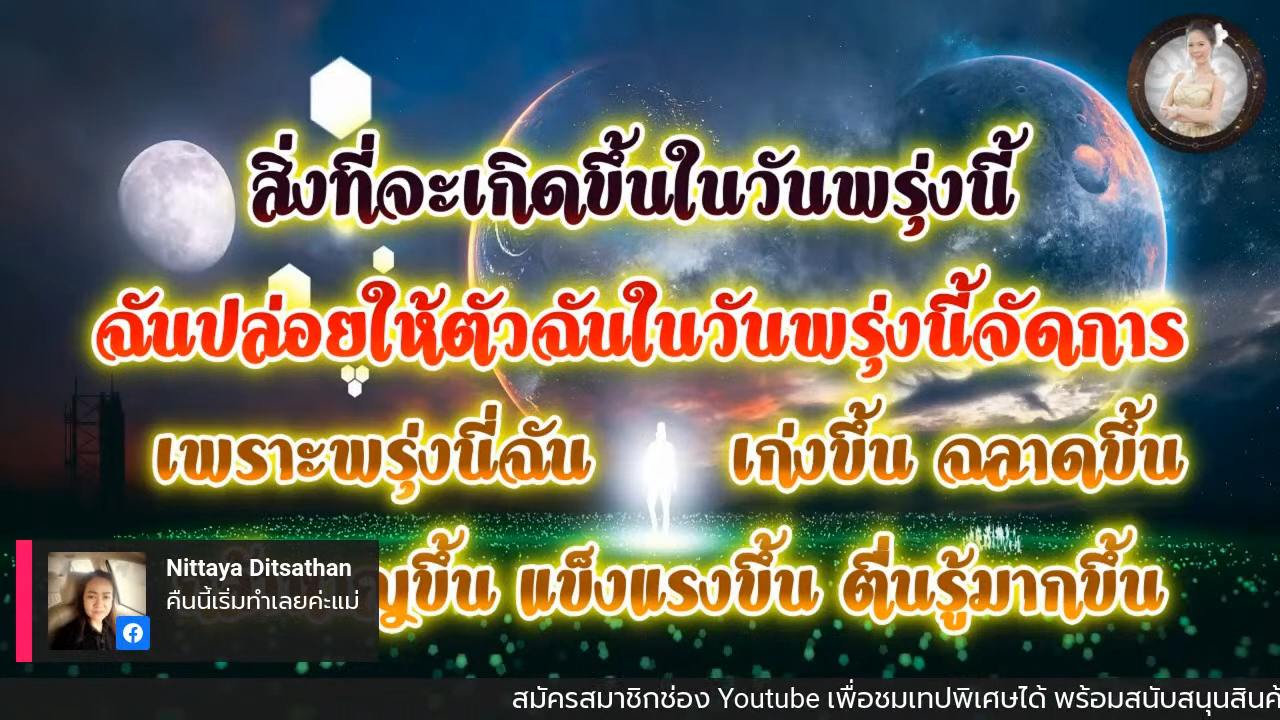 สิ่งที่จะเกิดขึ้นในวันพรุ่งนี้
ฉันปล่อยให้ตัวฉันในวันพรุ่งนี้จัดการ
เพราะพรุ่งนี่ฉัน เก่งขึ้น ฉลาดขึ้น
ขึ้น แข็งแรงขึ้น ตื่นรู้มากขึ้น
Nittaya Ditsathan
คืนนี้เริ่มทำเลยค่ะแม่
สมัครสมาชิกช่อง Youtube เพื่อชมเทปพิเศษได้ พร้อมสนับสนุน